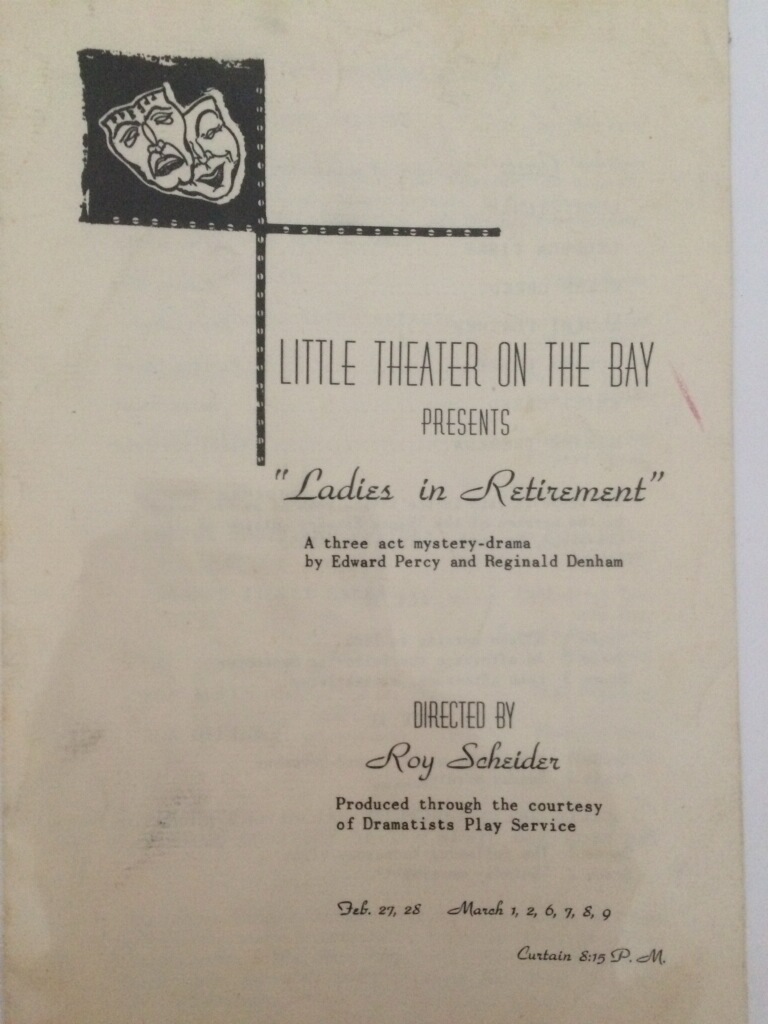 LITTLE THEATER ON THE BAY
PRESENTS
"Ladies in Retirement"
A three act mystery-drama
by Edward Percy and Reginald Denham
DIRECTED BY
Roy Scheider
Produced through the courtesy
of Dramatists Play Service
Feb. 27, 28 March 1, 2, 6, 7, 8, 9
Curtain 8:15 P. M.